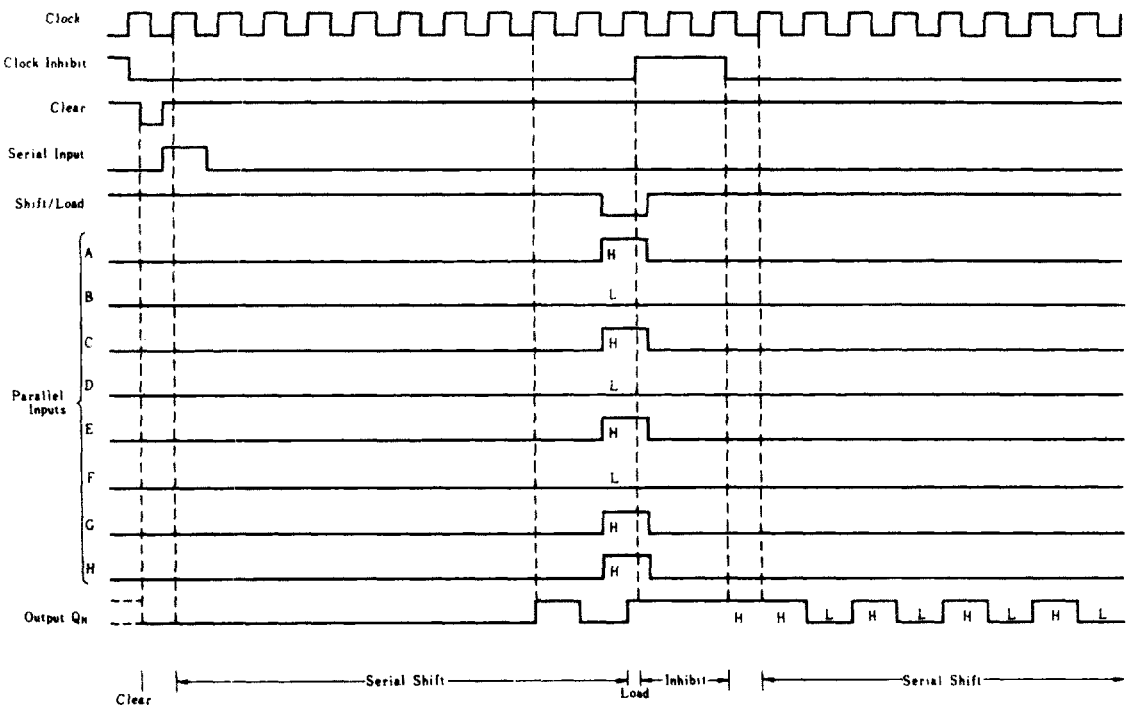 Clock
Clock Inhibit
Clear
Serial Input
Shift/Load
A
H
B
L
C
H
D
L
Parallel
Inputs
E
H
F
L
G
H
H
H
Output QH
H H L H L H L H L
Serial Shift
Inhibit
Serial Shift
Clear
Load